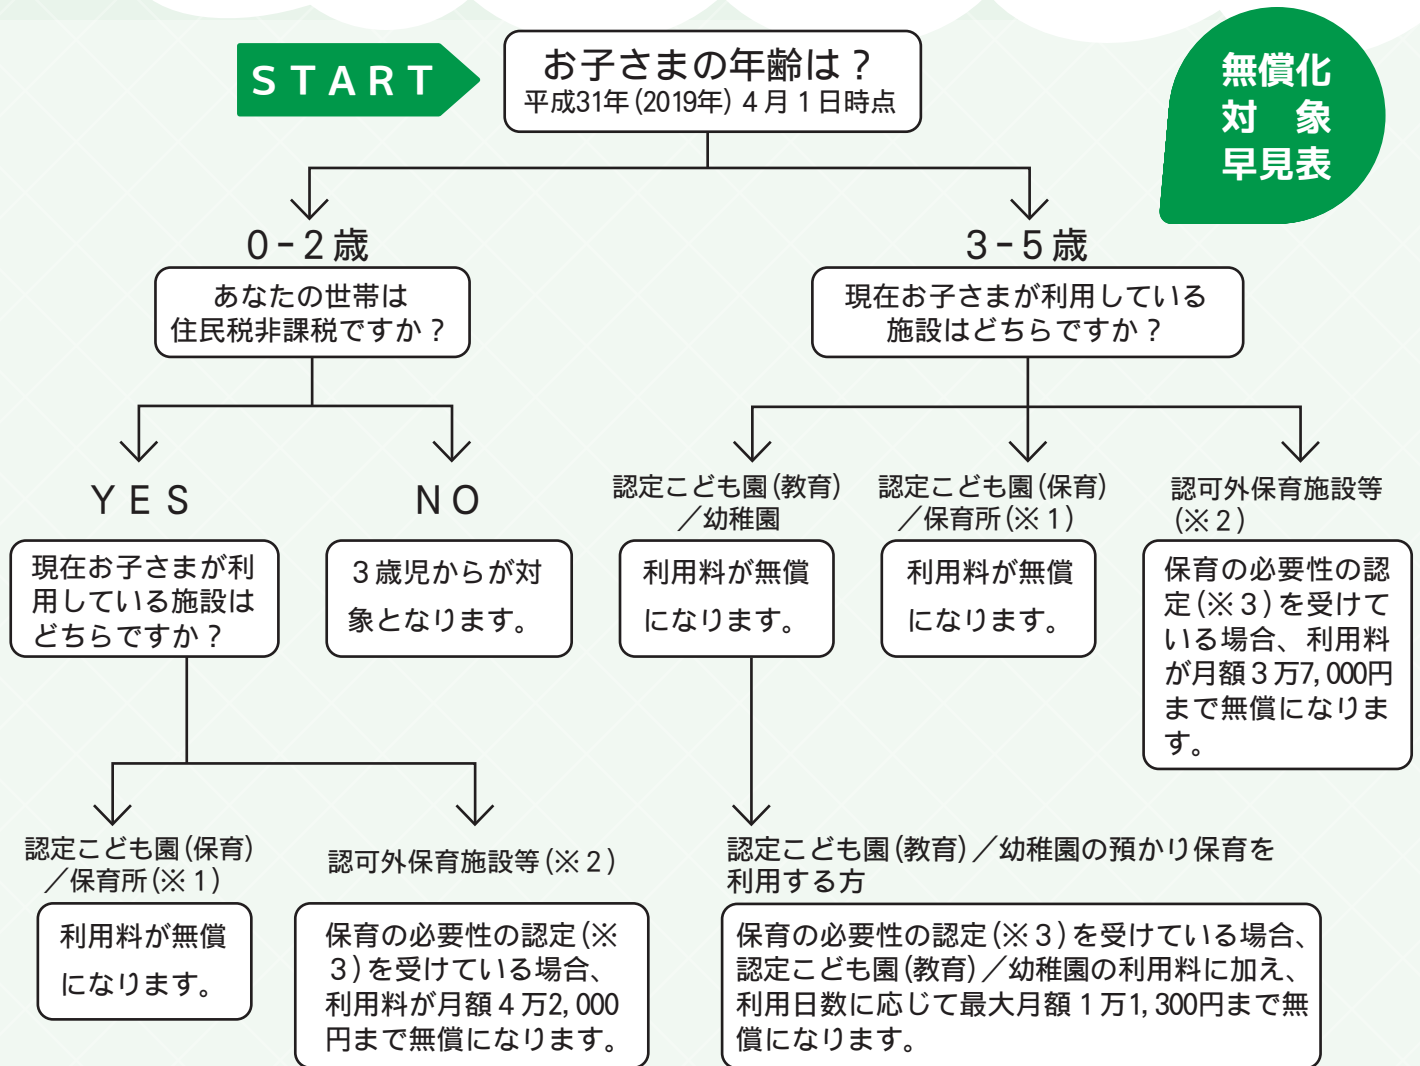 START
お子さまの年齢は？
平成31年(2019年)4月1日時点
無償化
対　象
早見表
0-2歳
あなたの世帯は
住民税非課税ですか？
3-5歳
現在お子さまが利用している
施設はどちらですか？
YES
現在お子さまが利
用している施設は
どちらですか？
NO
3歳児からが対
象となります。
認定こども園(教育)
／幼稚園
利用料が無償
になります。
認定こども園(保育)
／保育所(※1)
利用料が無償
になります。
認可外保育施設等
(※2)
保育の必要性の認
定(※3)を受けて
いる場合、利用料
が月額3万7,000円
まで無償になりま
す。
認定こども園(保育)
／保育所(※1)
利用料が無償
になります。
認可外保育施設等(※2)
保育の必要性の認定(※
3)を受けている場合、
利用料が月額4万2,000
円まで無償になります。
認定こども園(教育)／幼稚園の預かり保育を
利用する方
保育の必要性の認定(※3)を受けている場合、
認定こども園(教育)／幼稚園の利用料に加え、
利用日数に応じて最大月額1万1,300円まで無
償になります。